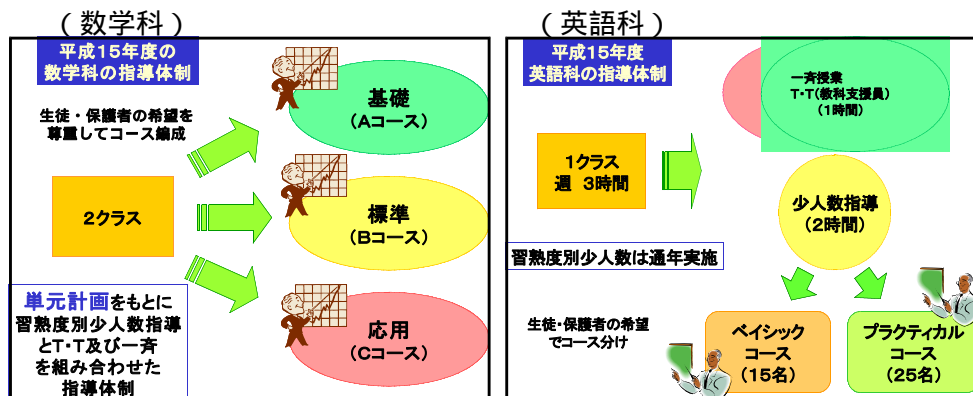 （数学科）
平成15年度の
数学科の指導体制
生徒・保護者の希望を
尊重してコース編成
2クラス
単元計画をもとに
習熟度別少人数指導
とT・T及び一斉
を組み合わせた
指導体制
基礎
（Aコース）
標準
（Bコース）
応用
（Cコース）
（英語科）
平成15年度
英語科の指導体制
一斉授業
T・T(教科支援員)
（1時間）
1クラス
週 3時間
少人数指導
（2時間）
習熟度別少人数は通年実施
生徒・保護者の希望
でコース分け
ベイシック
コース
（15名）
プラクティカル
コース
（25名）